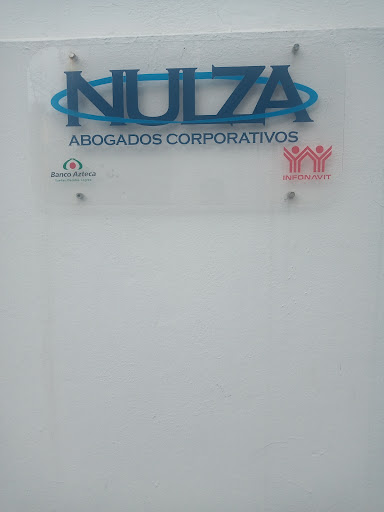 NULZA
ABOGADOS CORPORATIVOS
Banco Azteca
INFONAVIT